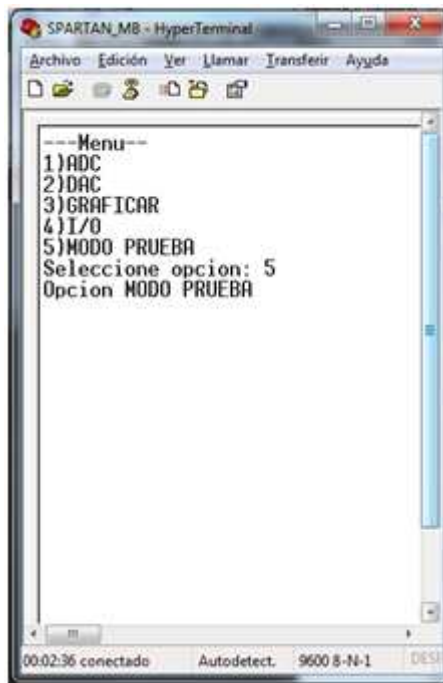 SPARTAN_MB - HyperTerminal
Archivo Edición Ver Llamar Transferir Ayuda
---Menu--
1)ADC
2)DAC
3)GRAFICAR
4)I/O
5)MODO PRUEBA
Seleccione opcion: 5
Opcion MODO PRUEBA
00:02:36 conectado Autodetect. 9600 8-N-1